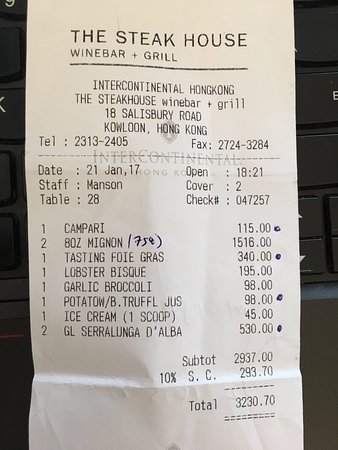 THE STEAK HOUSE
WINEBAR + GRILL
INTERCONTINENTAL HONGKONG
THE STEAKHOUSE winebar + grill
18 SALISBURY ROAD
KOWLOON, HONG KONG
Tel : 2313-2405 Fax: 2724-3284
INTERCONTINENTAL
HONG KONG
Date : 21 Jan,17 Open : 18:21
Staff : Manson Cover : 2
Table : 28 Check# : 047257
1 CAMPARI 115.00
2 8OZ MIGNON (758) 1516.00
1 TASTING FOIE GRAS 340.00
1 LOBSTER BISQUE 195.00
1 GARLIC BROCCOLI 98.00
1 POTATOW/B.TRUFFL JUS 98.00
1 ICE CREAM (1 SCOOP) 45.00
2 GL SERRALUNGA D'ALBA 530.00
Subtot 2937.00
10% S. C. 293.70
Total 3230.70